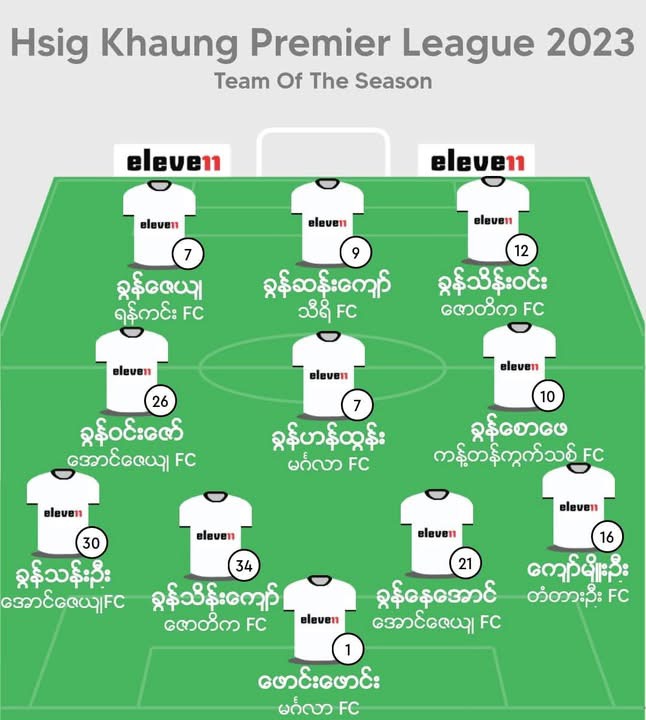 Hsig Khaung Premier League 2023
Team Of The Season
eleven
eleven
eleven
7
ခွန်ဇေယျ
ရန်ကင်း FC
eleven
9
ခွန်ဆန်းကျော်
သီရိ FC
eleven
12
ခွန်သိန်းဝင်း
ဇောတိက FC
eleven
26
ခွန်ဝင်းဇော်
အောင်ဇေယျ FC
eleven
7
ခွန်ဟန်ထွန်း
မင်္ဂလာ FC
eleven
10
ခွန်စောဖေ
ကန့်တန်ကွက်သစ် FC
eleven
30
ခွန်သန်းဦး
အောင်ဇေယျFC
eleven
34
ခွန်သိန်းကျော်
ဇောတိက FC
eleven
21
ခွန်နေအောင်
အောင်ဇေယျ FC
eleven
16
ကျော်မျိုးဦး
တံတားဦး FC
eleven
1
ဖောင်းဖောင်း
မင်္ဂလာ FC